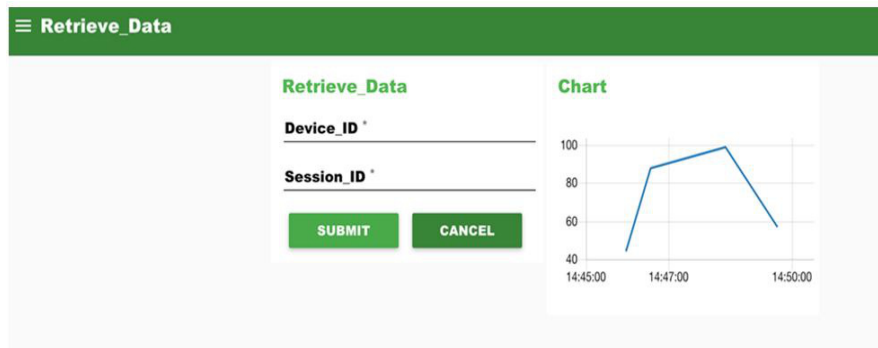 Retrieve_Data
Retrieve_Data
Device_ID *
Session_ID *
SUBMIT CANCEL
Chart
100
80
60
40
14:45:00 14:47:00 14:50:00